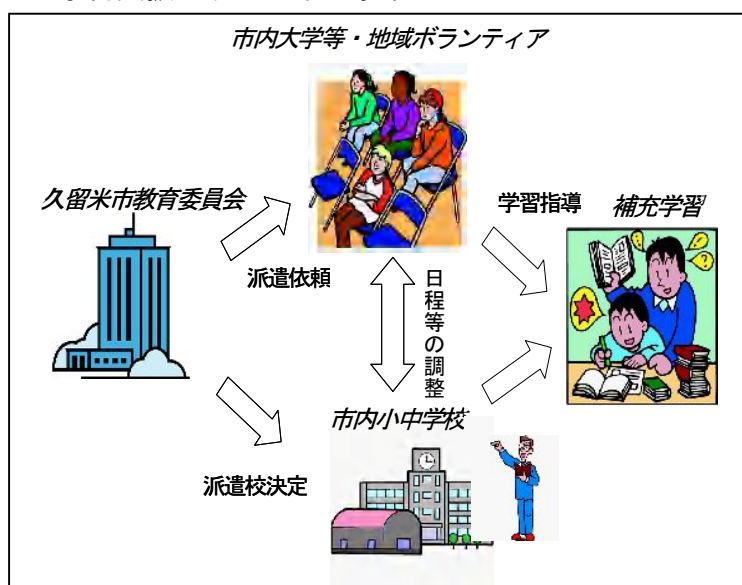 市内大学等・地域ボランティア
久留米市教育委員会
学習指導
補充学習
派遣依頼
日程等の調整
市内小中学校
派遣校決定